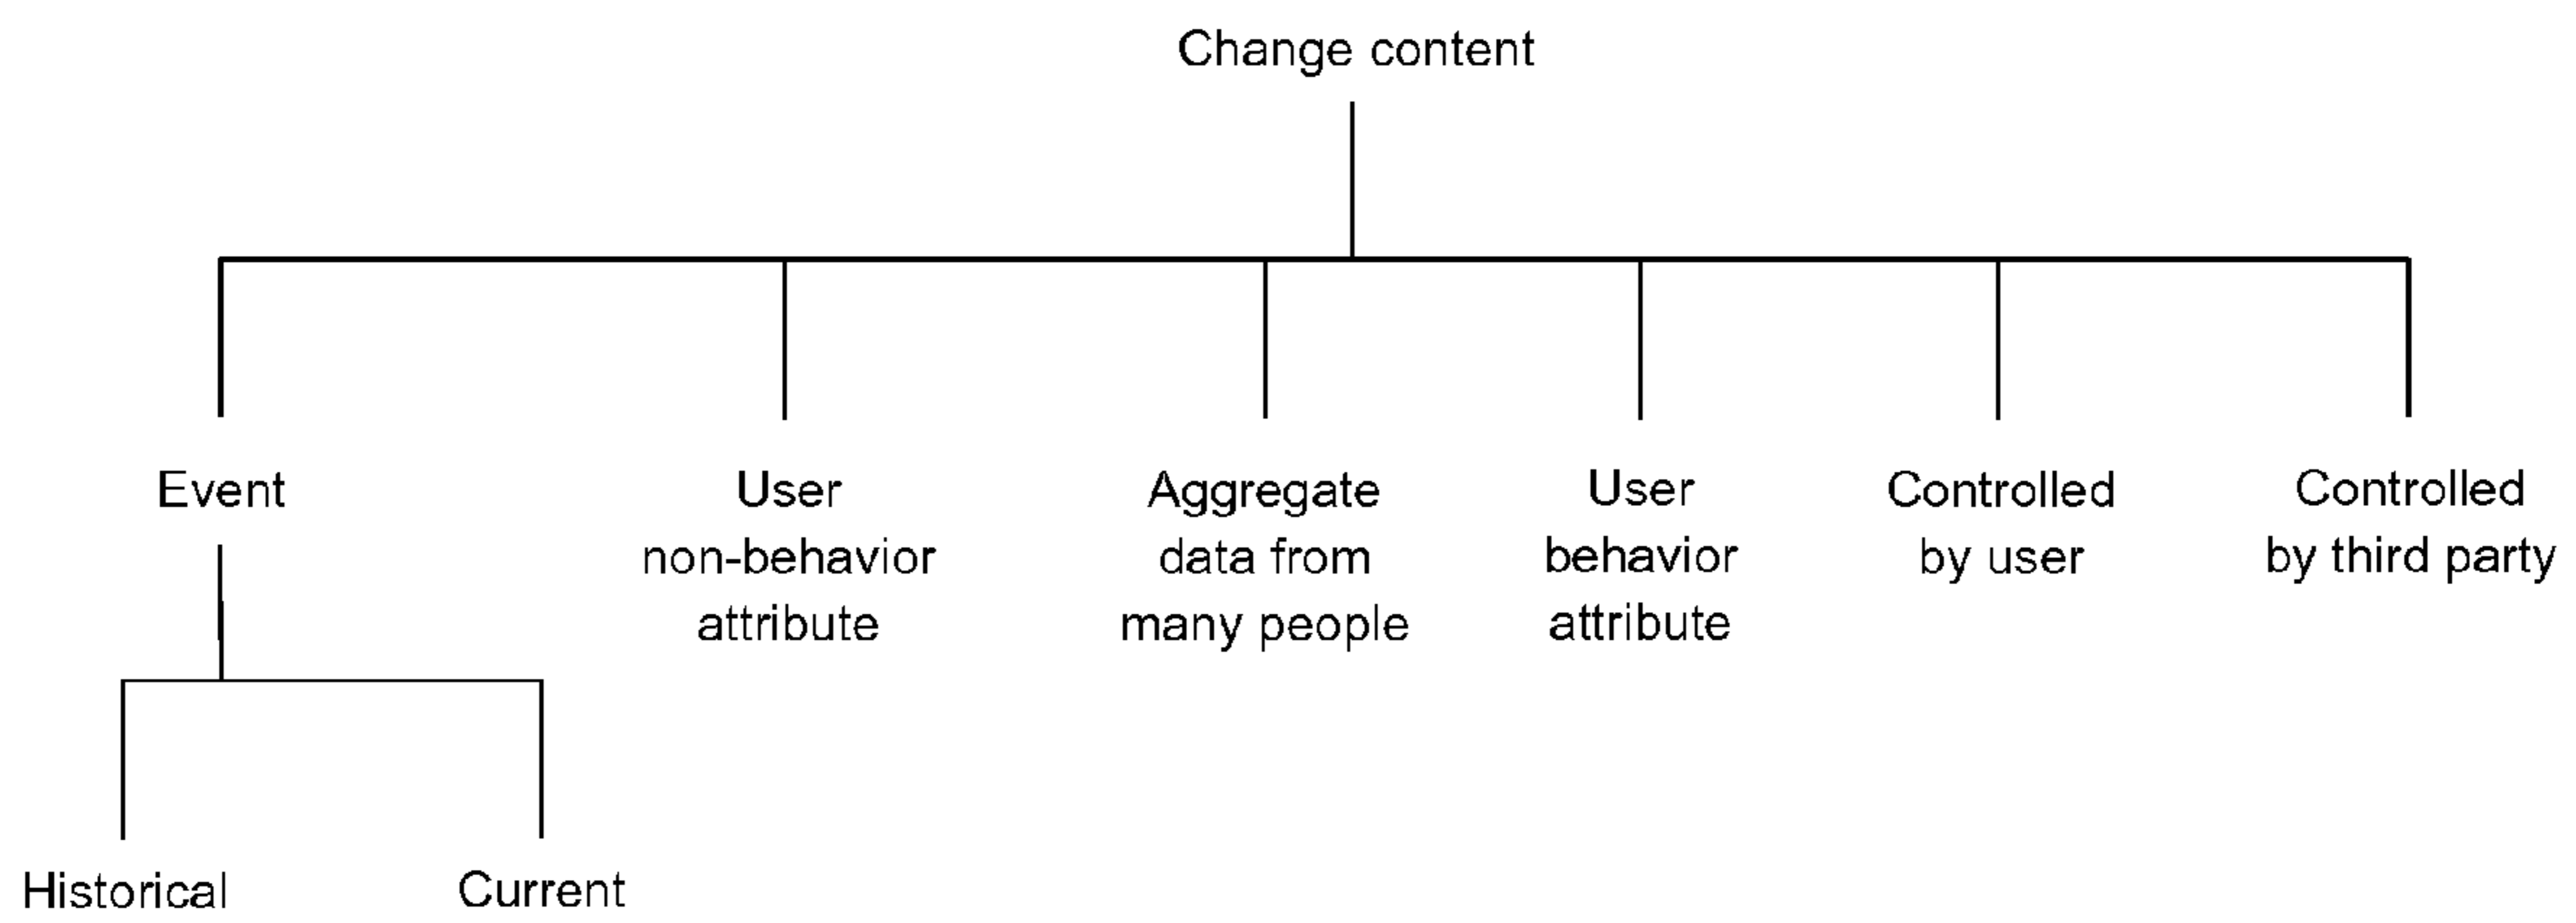 Change content
Event
User
non-behavior
attribute
Aggregate
data from
many people
User
behavior
attribute
Controlled
by user
Controlled
by third party
Historical
Current